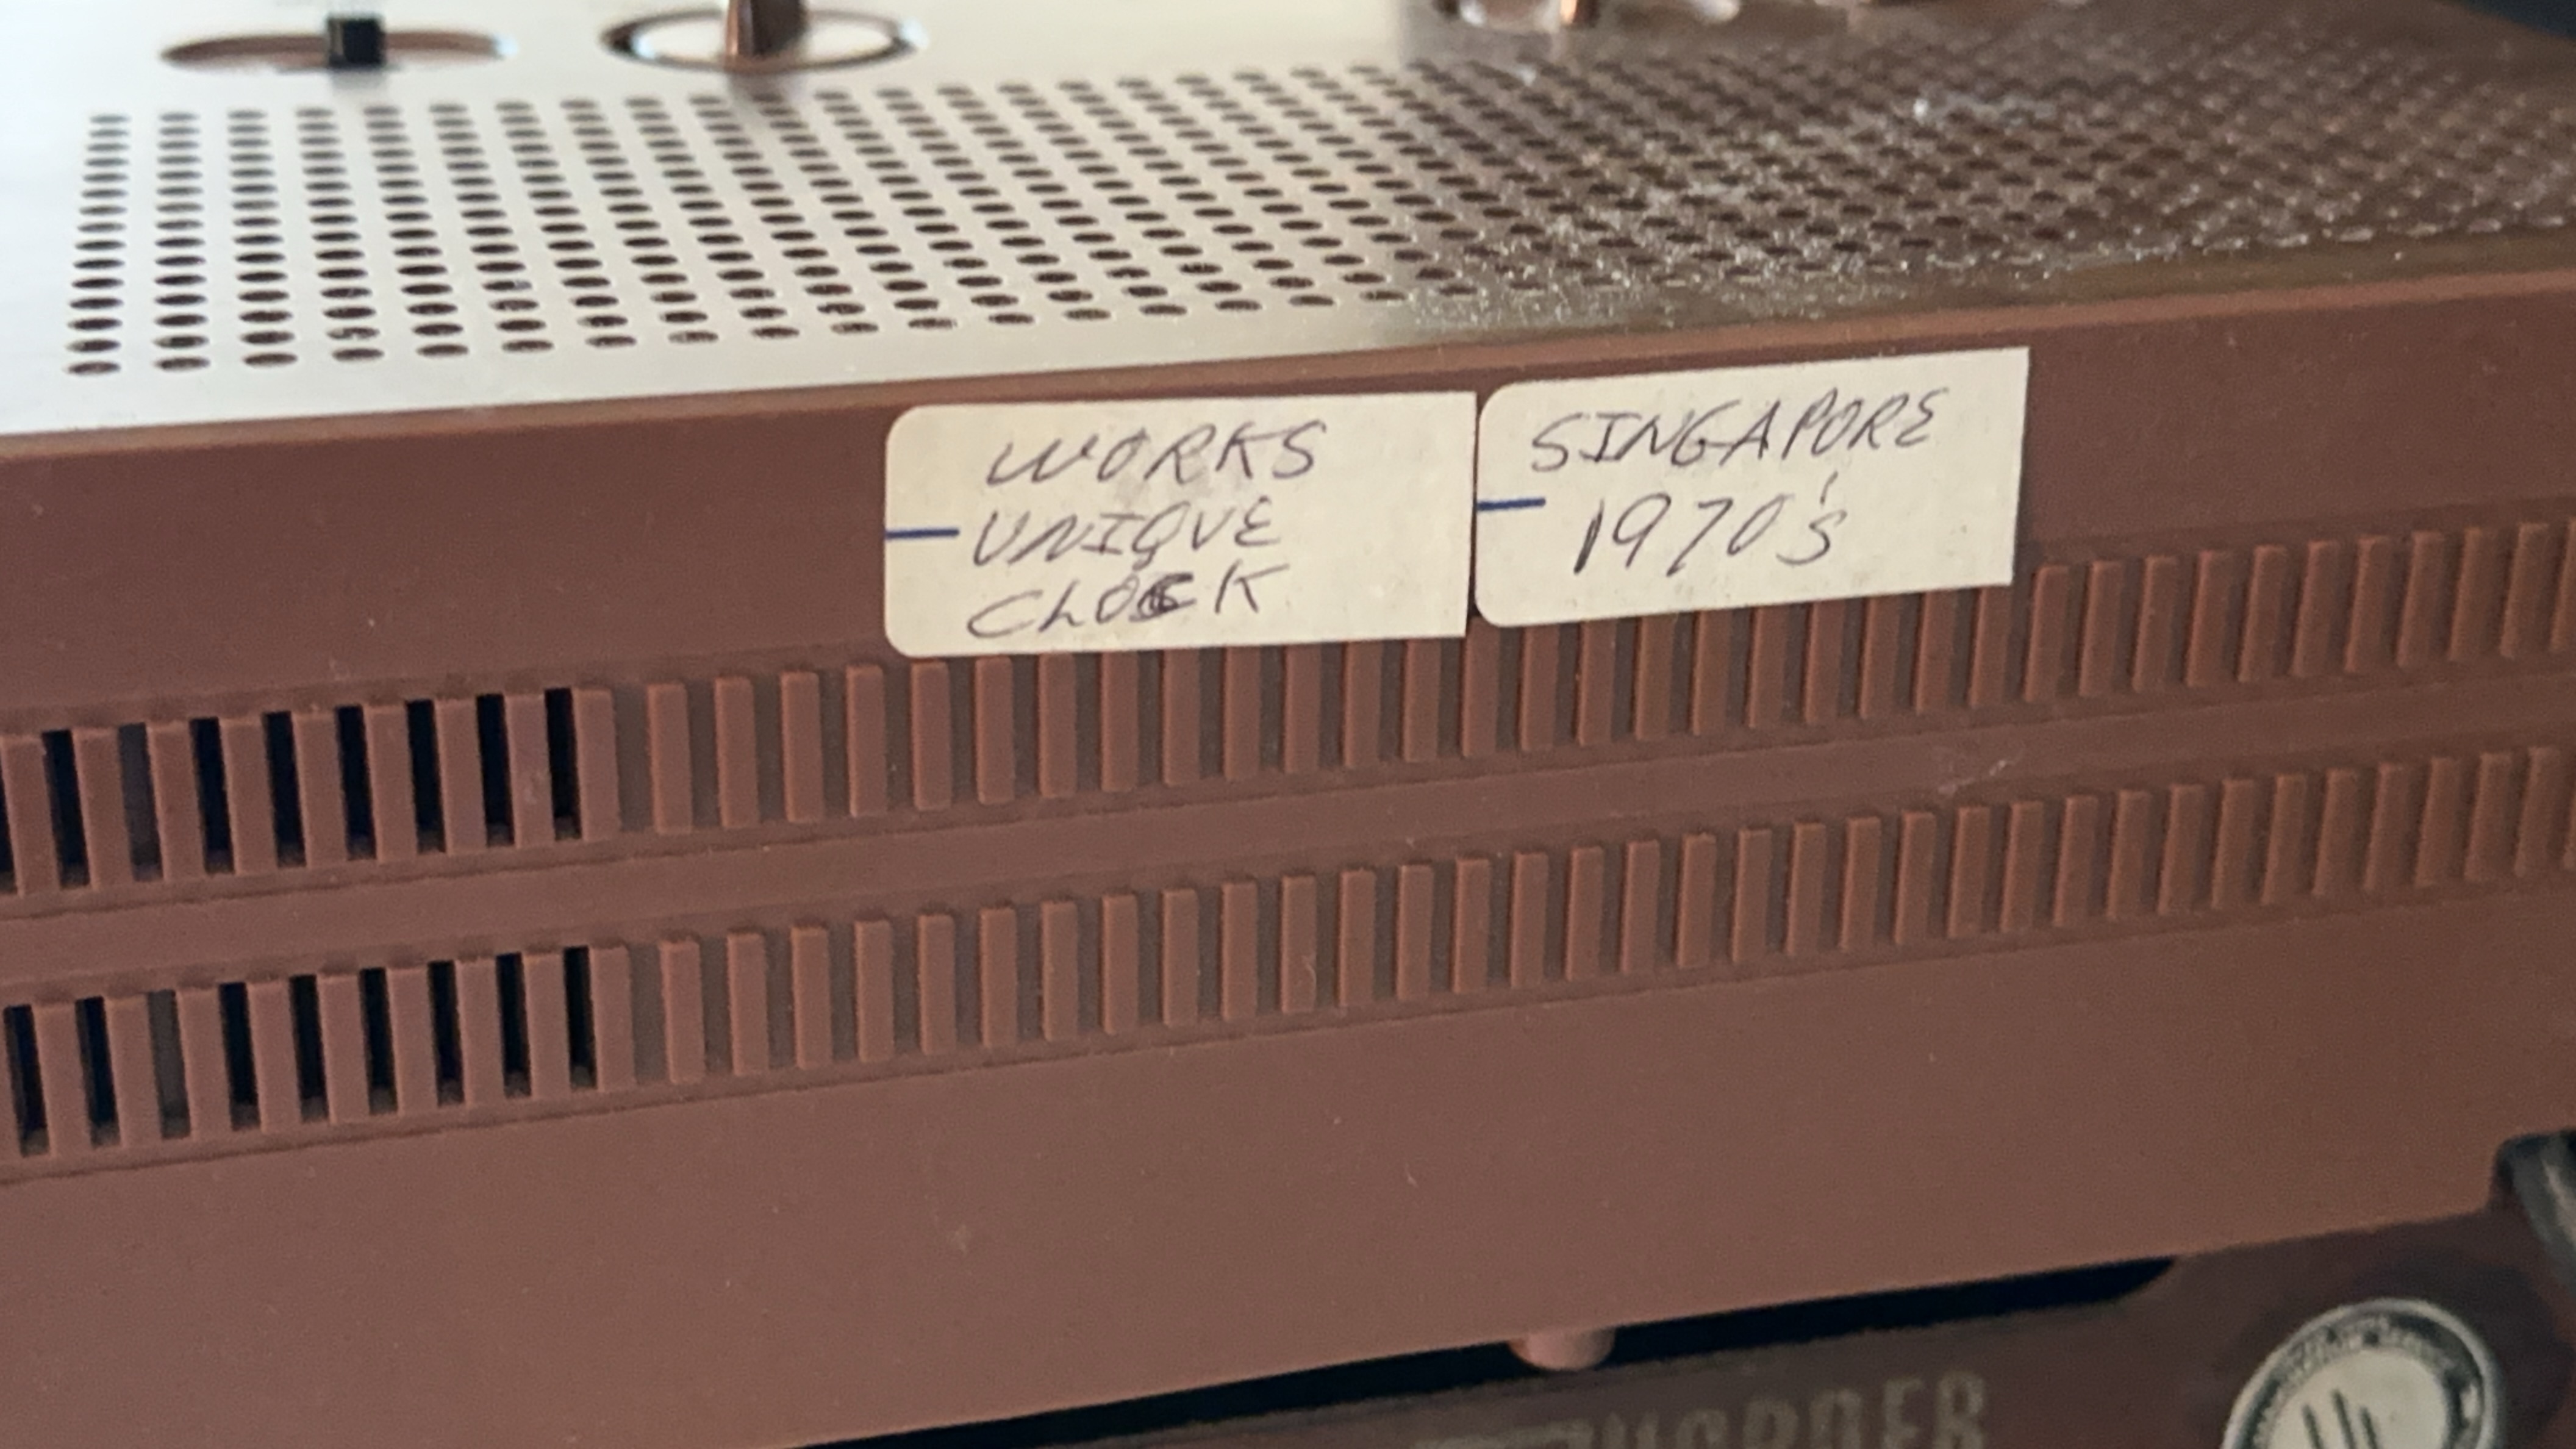 WORKS
UNIQUE
CLOCK
SINGAPORE
1970's